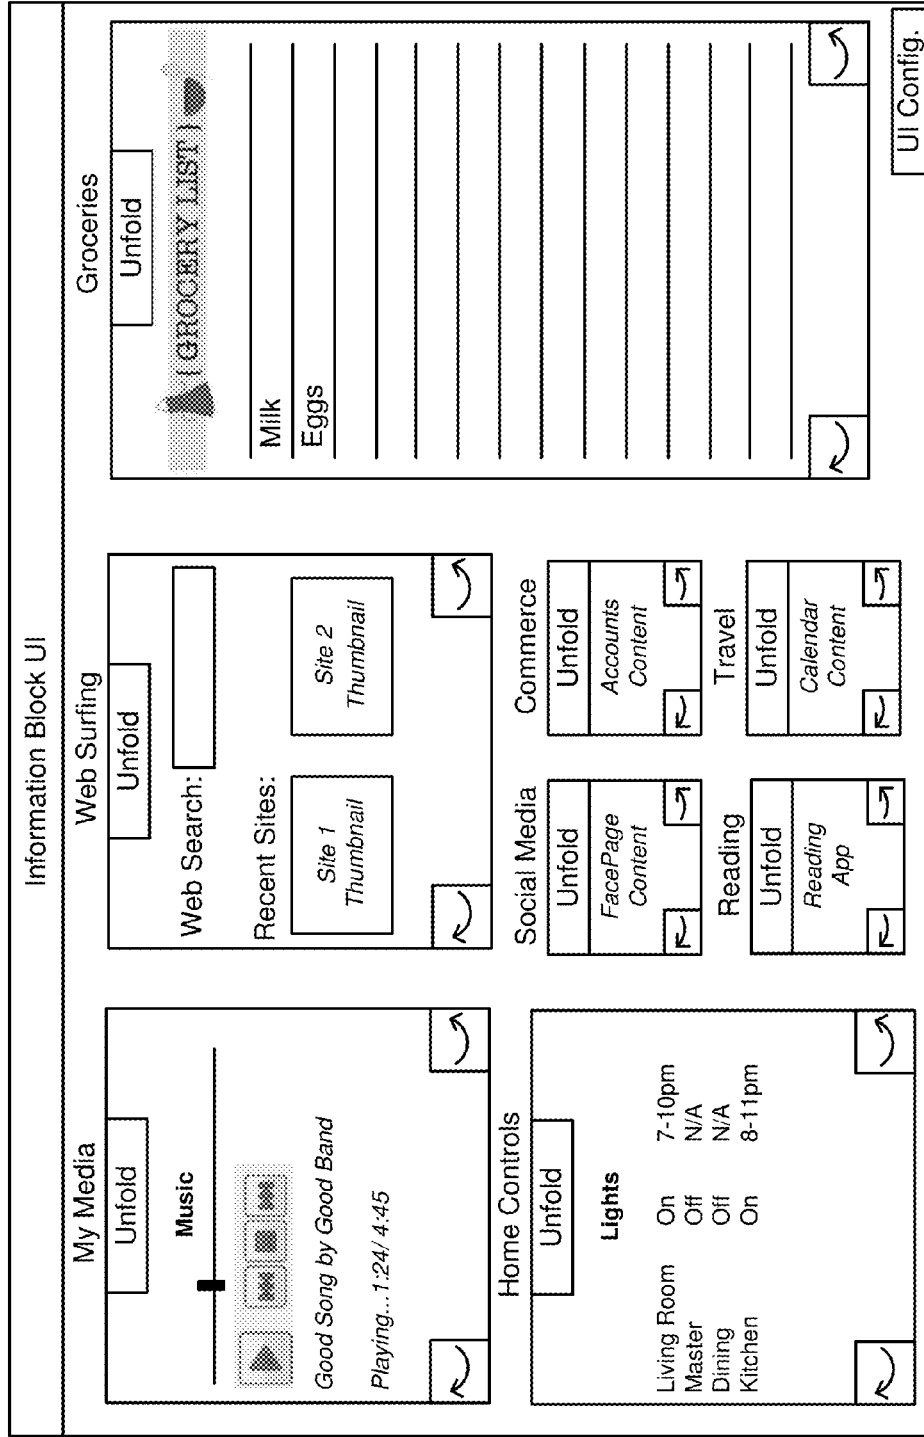 Information Block UI
My Media
Unfold
Music
Good Song by Good Band
Playing...1:24/ 4:45
Home Controls
Unfold
Lights
Living Room On 7-10pm
Master Off N/A
Dining Off N/A
Kitchen On 8-11pm
Web Surfing
Unfold
Web Search:
Recent Sites:
Site 1
Thumbnail
Site 2
Thumbnail
Social Media
Unfold
FacePage
Content
Commerce
Unfold
Accounts
Content
Reading
Unfold
Reading
App
Travel
Unfold
Calendar
Content
Groceries
Unfold
| GROCERY LIST |
Milk
Eggs
UI Config.